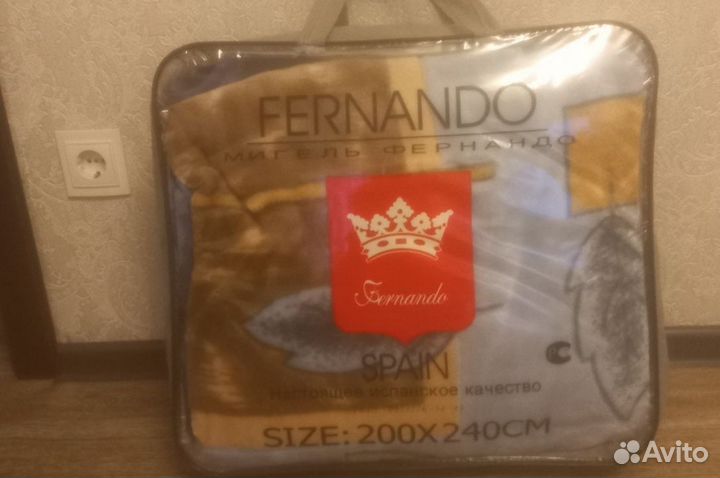 FERNANDO
МИГЕЛЬ ФЕРНАНДО
Fernando
SPAIN
Настоящее испанское качество
SIZE: 200X240CM
Avito